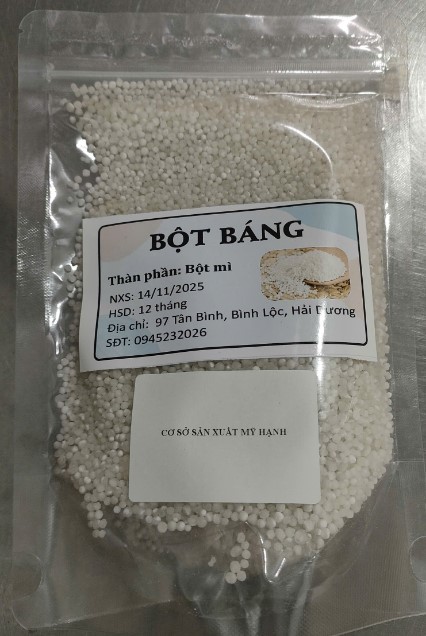 BỘT BÁNG
Thàn phần: Bột mì
NXS: 14/11/2025
HSD: 12 tháng
Địa chỉ: 97 Tân Bình, Bình Lộc, Hải Dương
SĐT: 0945232026
CƠ SỞ SẢN XUẤT MỸ HẠNH